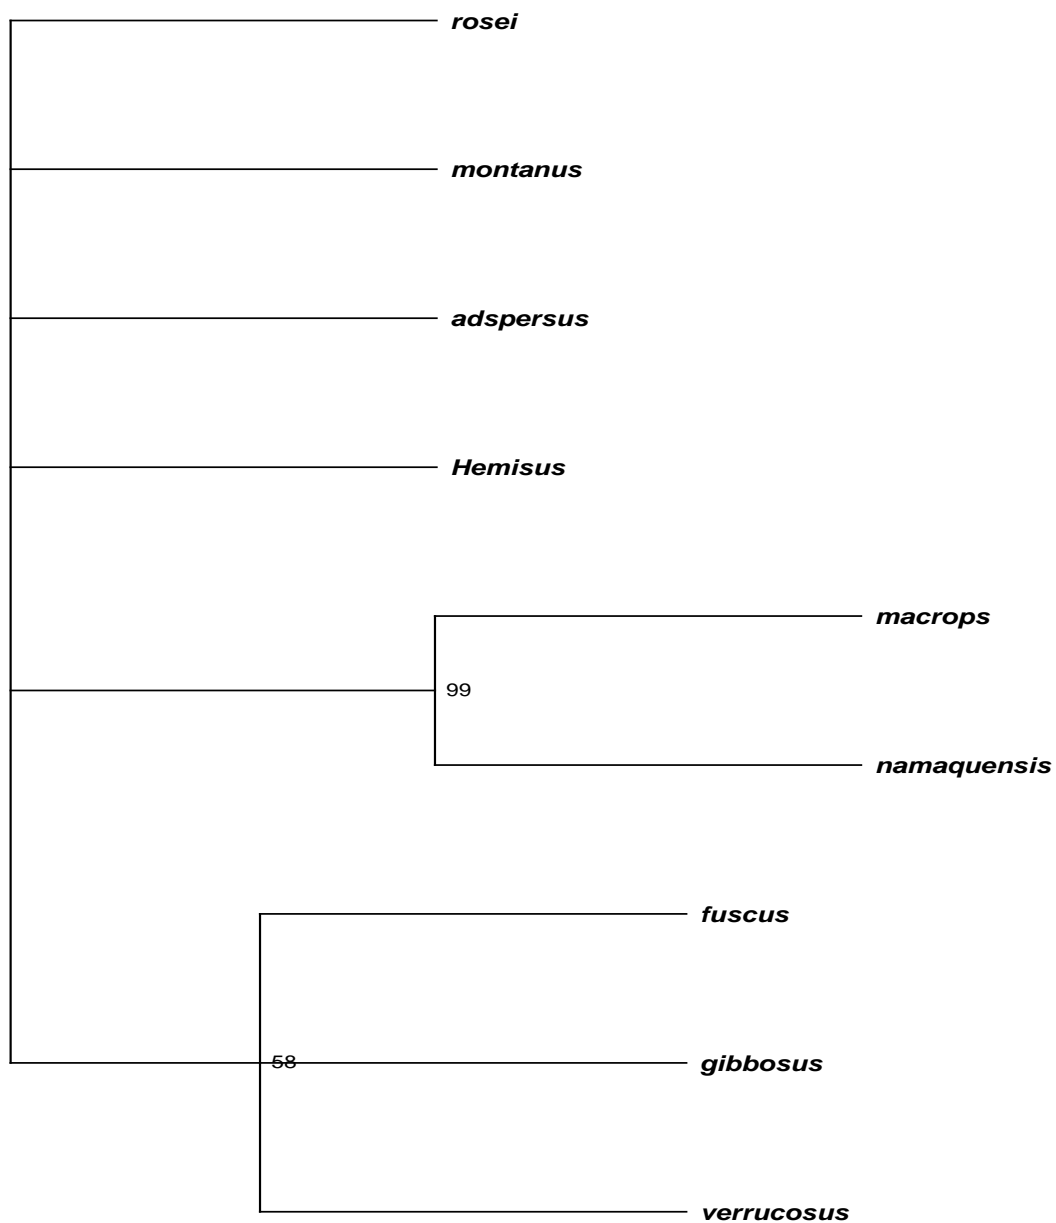 rosei
montanus
adspersus
Hemisus
macrops
99
namaquensis
fuscus
58
gibbosus
verrucosus